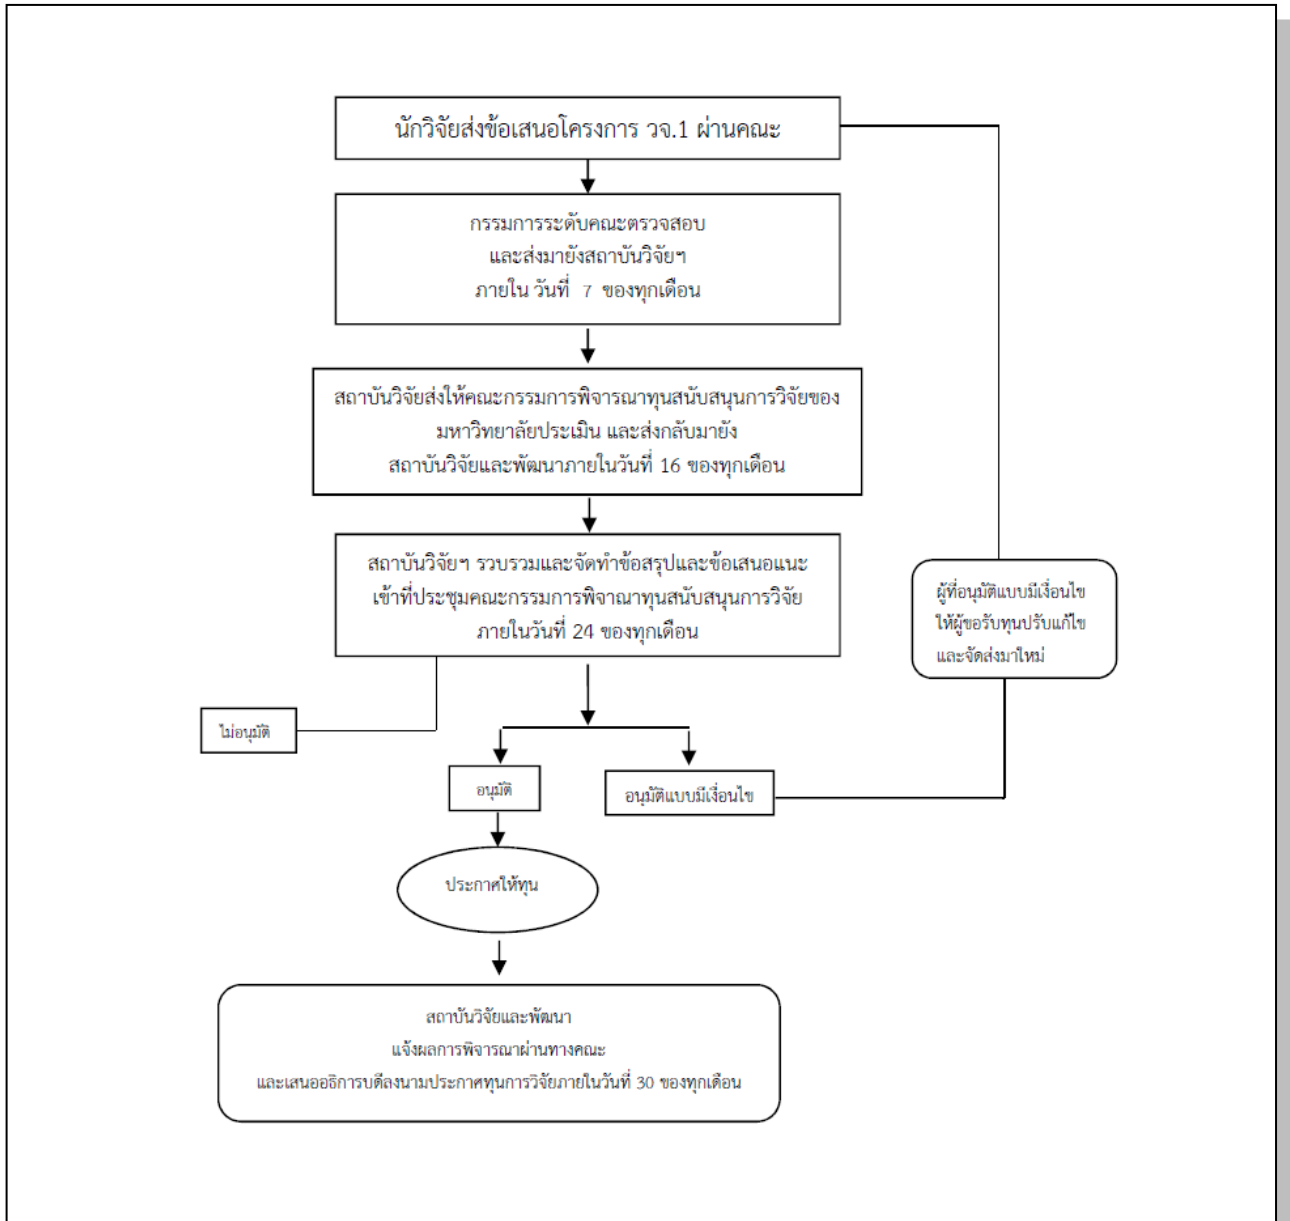 นักวิจัยส่งข้อเสนอโครงการ วจ.1 ผ่านคณะ
กรรมการระดับคณะตรวจสอบ
และส่งมายังสถาบันวิจัยฯ
ภายใน วันที่ 7 ของทุกเดือน
สถาบันวิจัยส่งให้คณะกรรมการพิจารณาทุนสนับสนุนการวิจัยของ
มหาวิทยาลัยประเมิน และส่งกลับมายัง
สถาบันวิจัยและพัฒนาภายในวันที่ 16 ของทุกเดือน
สถาบันวิจัยฯ รวบรวมและจัดทำข้อสรุปและข้อเสนอแนะ
เข้าที่ประชุมคณะกรรมการพิจาณาทุนสนับสนุนการวิจัย
ภายในวันที่ 24 ของทุกเดือน
ผู้ที่อนุมัติแบบมีเงื่อนไข
ให้ผู้ขอรับทุนปรับแก้ไข
และจัดส่งมาใหม่
ไม่อนุมัติ
อนุมัติ
อนุมัติแบบมีเงื่อนไข
ประกาศให้ทุน
สถาบันวิจัยและพัฒนา
แจ้งผลการพิจารณาผ่านทางคณะ
และเสนออธิการบดีลงนามประกาศทุนการวิจัยภายในวันที่ 30 ของทุกเดือน